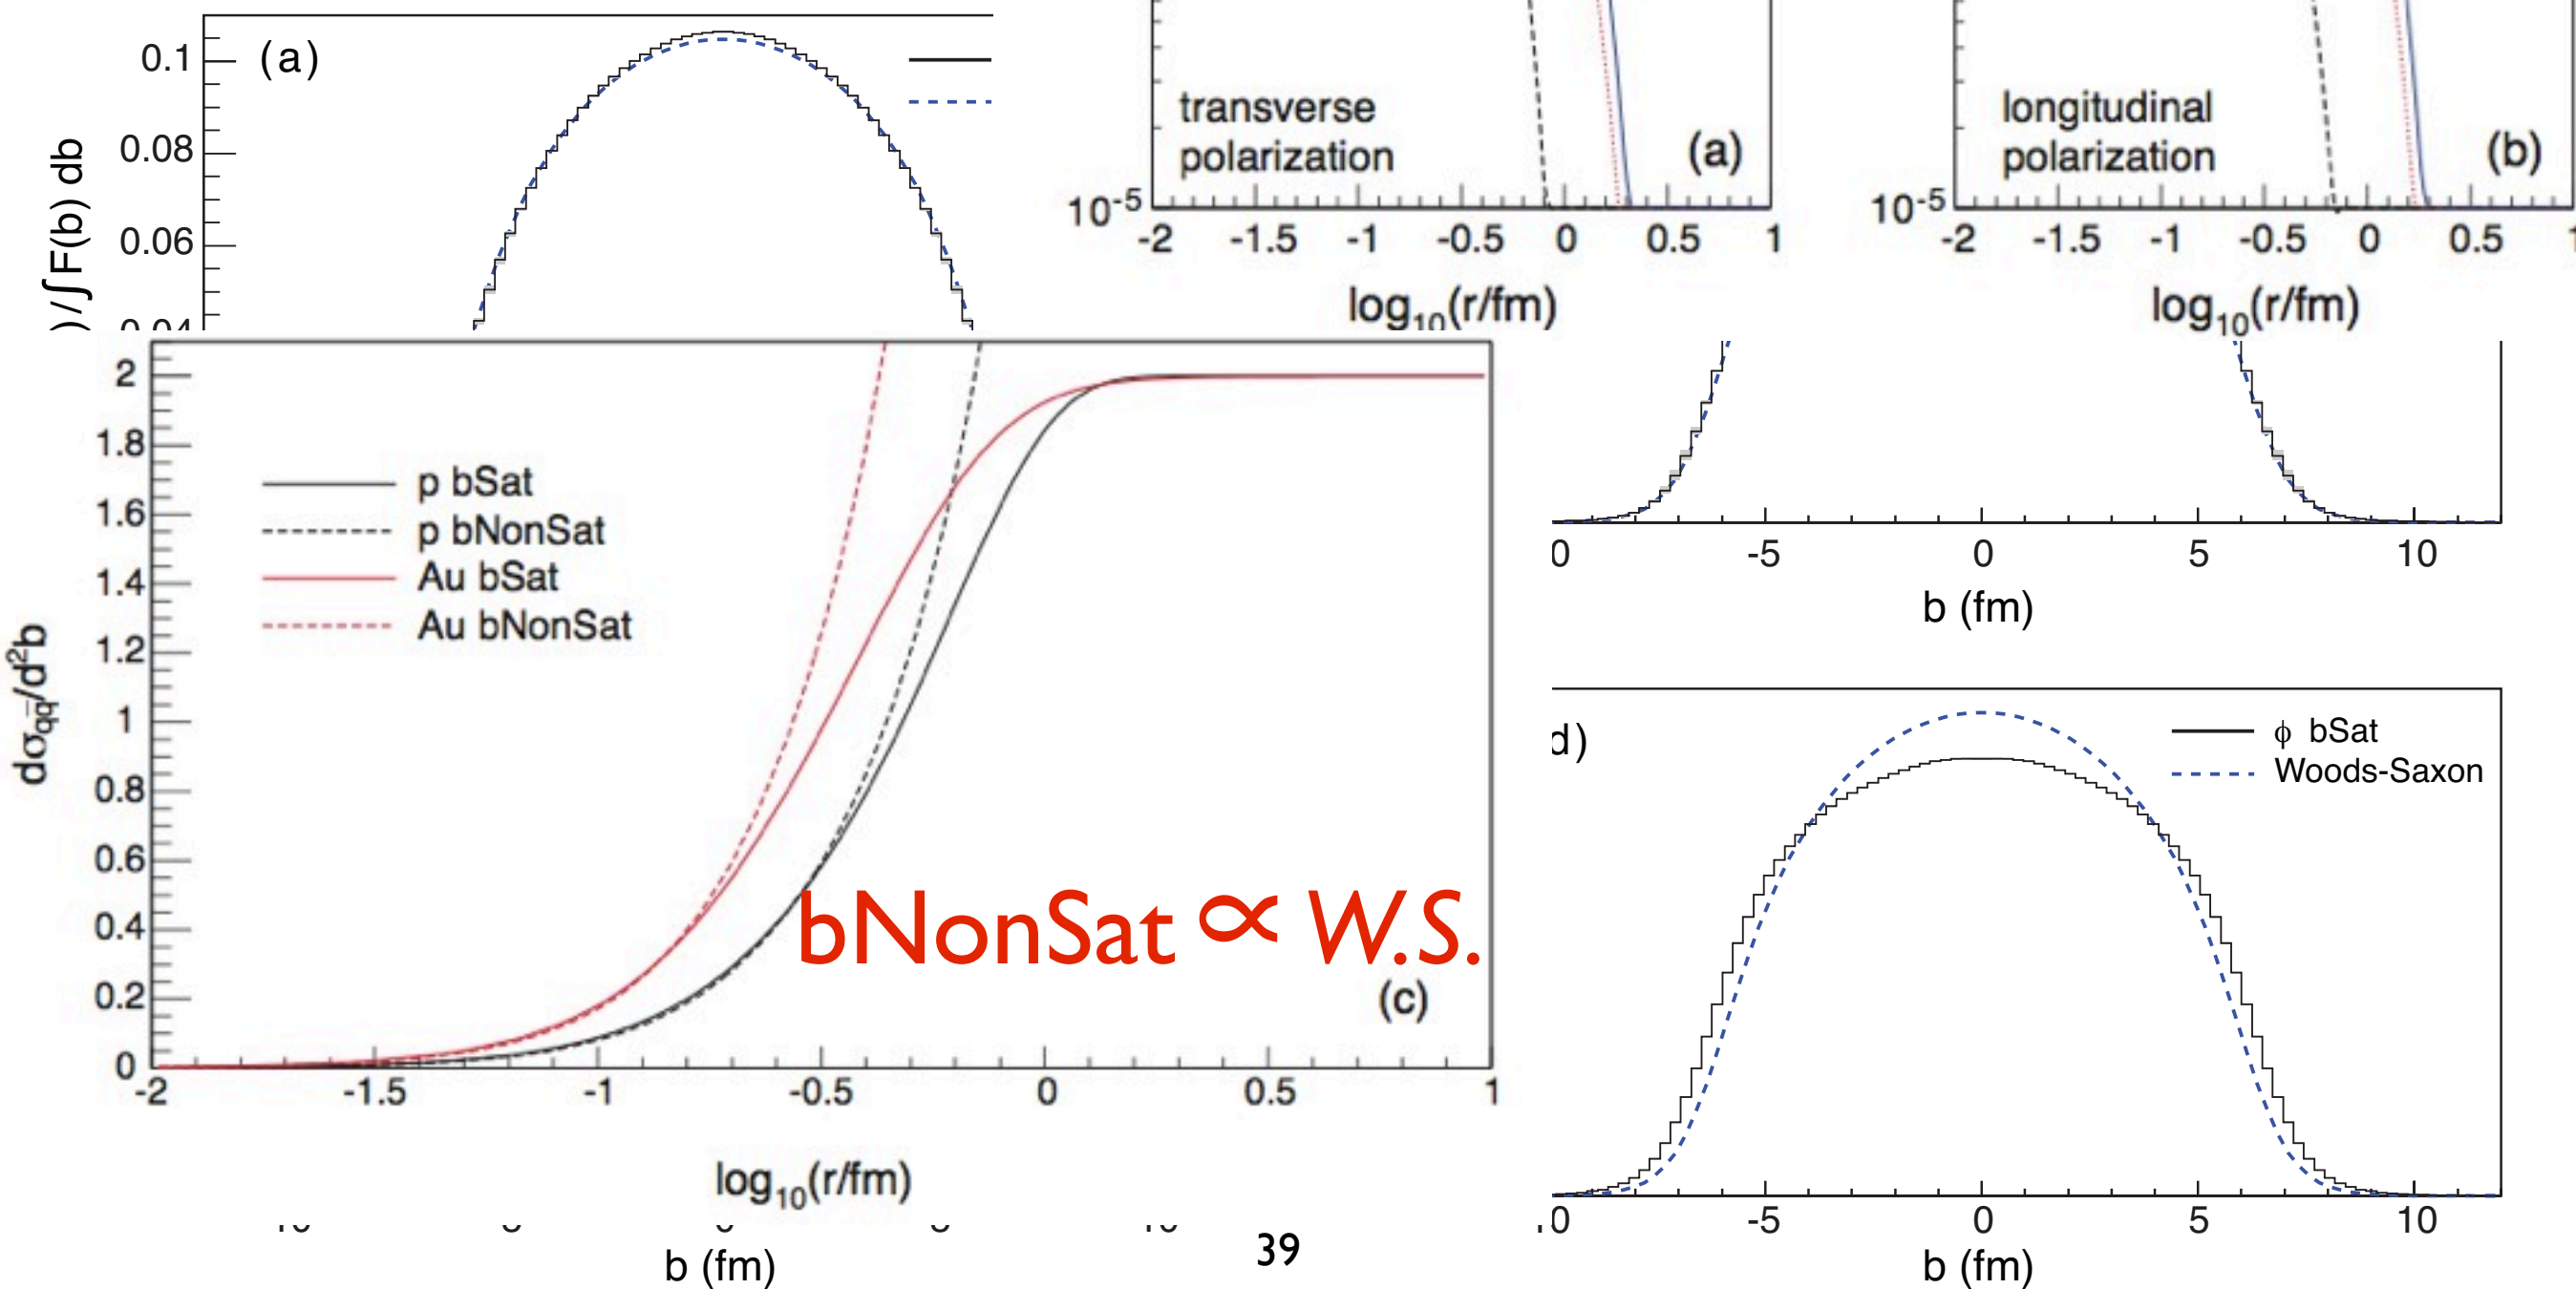 0.1
(a)
0.08
0.06
)/∫F(b) db
transverse
polarization
(a)
10-5
-2 -1.5 -1 -0.5 0 0.5 1
log10(r/fm)
longitudinal
polarization
(b)
10-5
-2 -1.5 -1 -0.5 0 0.5
log10(r/fm)
2
1.8
1.6
1.4
1.2
1
0.8
0.6
0.4
0.2
0
dσqq̄/d2b
p bSat
p bNonSat
Au bSat
Au bNonSat
bNonSat ∝ W.S.
(c)
-2 -1.5 -1 -0.5 0 0.5 1
log10(r/fm)
b (fm)
39
0 -5 0 5 10
b (fm)
d)
ϕ bSat
Woods-Saxon
-5 0 5 10
b (fm)